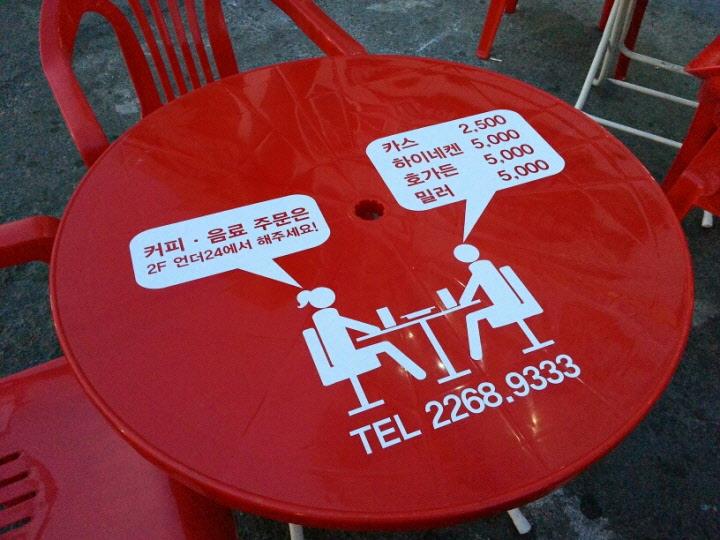 커피 · 음료 주문은
2F 언더24에서 해주세요!
카스 2,500
하이네켄 5,000
호가든 5,000
밀러 5,000
TEL 2268.9333